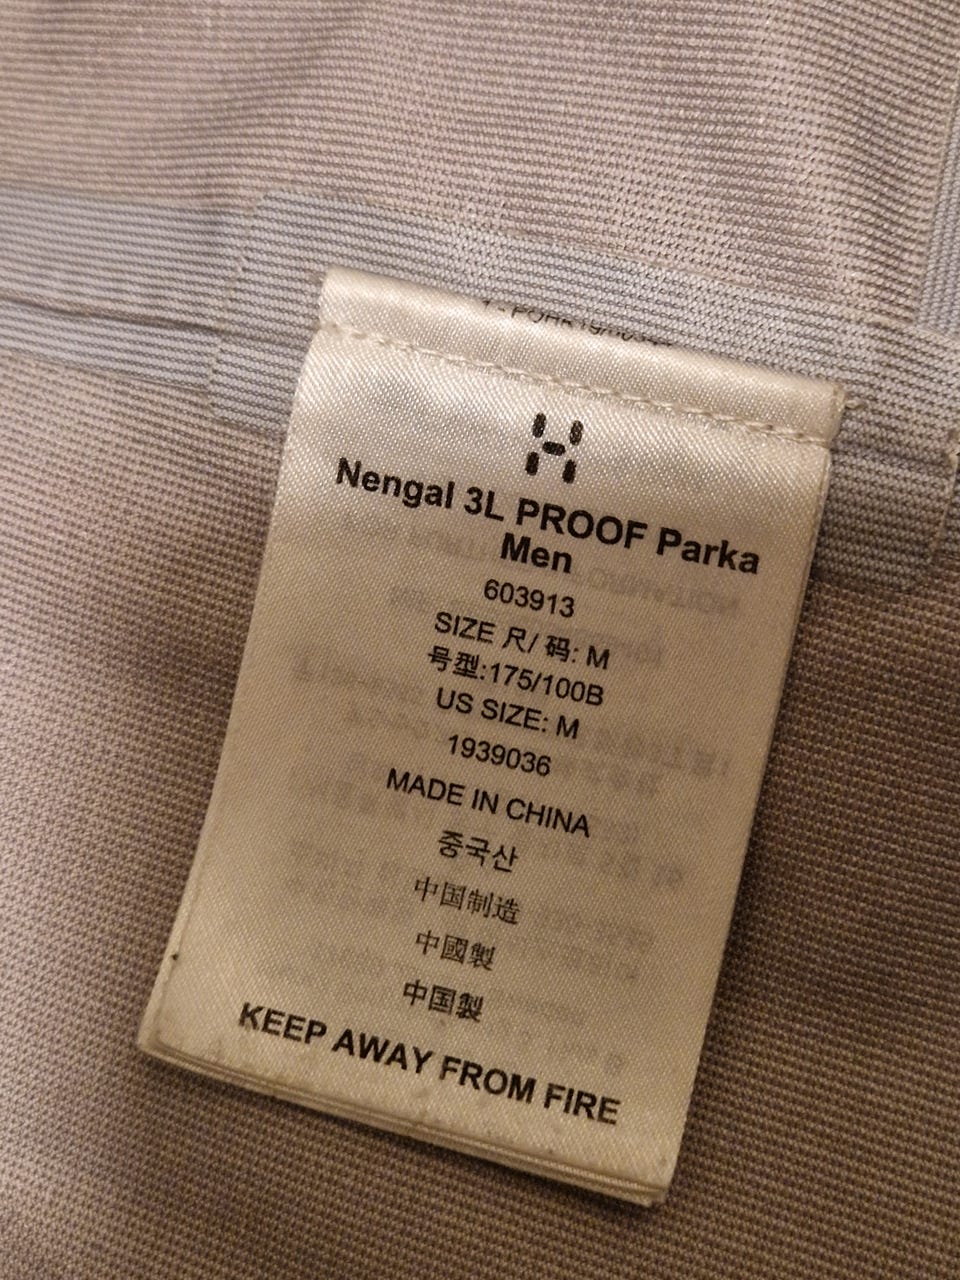 Nengal 3L PROOF Parka
Men
603913
SIZE 尺/ 码: M
号型:175/100B
US SIZE: M
1939036
MADE IN CHINA
중국산
中国制造
中國製
中国製
KEEP AWAY FROM FIRE